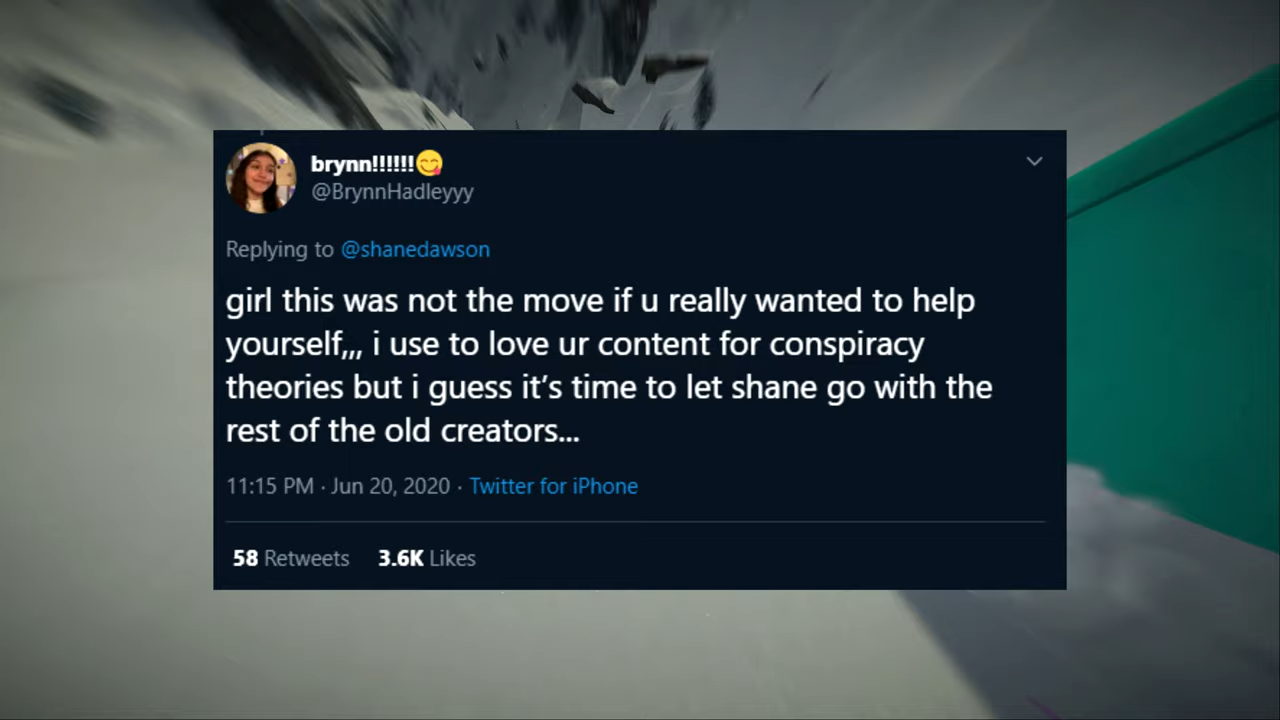 brynn!!!!!!😋
@BrynnHadleyyy
Replying to @shanedawson
girl this was not the move if u really wanted to help
yourself,,, i use to love ur content for conspiracy
theories but i guess it’s time to let shane go with the
rest of the old creators...
11:15 PM · Jun 20, 2020 · Twitter for iPhone
58 Retweets 3.6K Likes